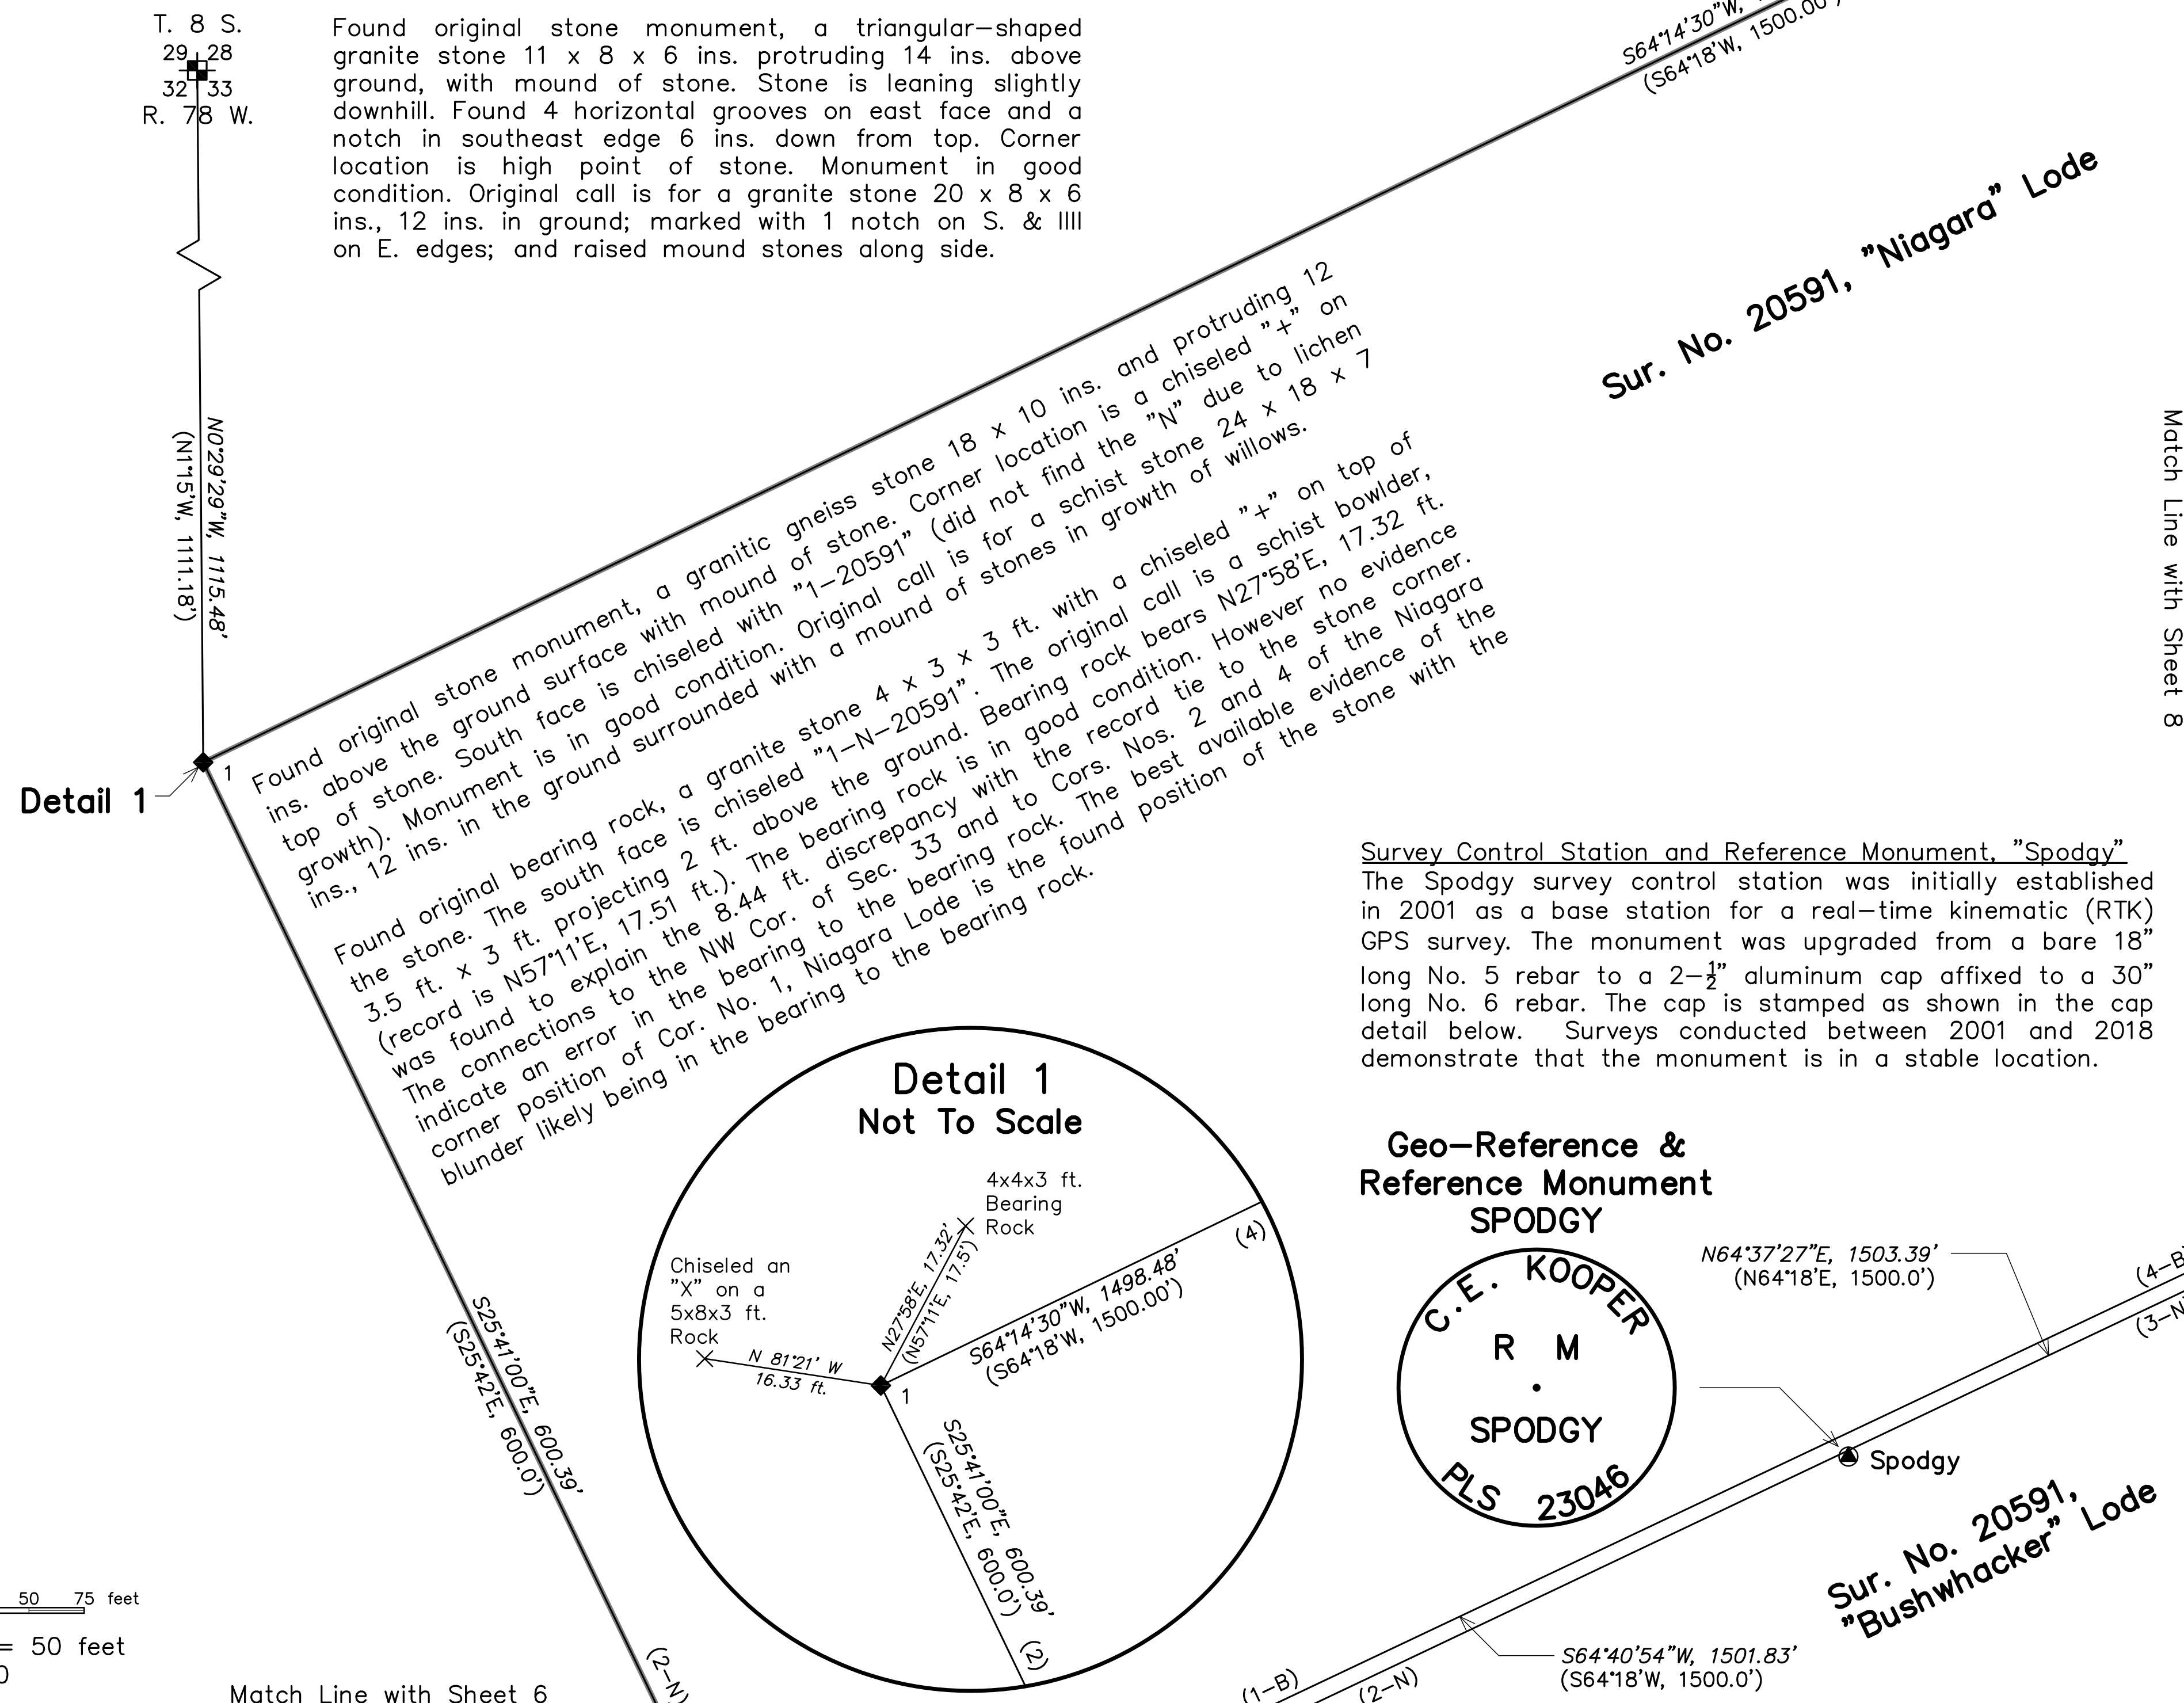 T. 8 S.
29 28
32 33
R. 78 W.
Found original stone monument, a triangular-shaped
granite stone 11 x 8 x 6 ins. protruding 14 ins. above
ground, with mound of stone. Stone is leaning slightly
downhill. Found 4 horizontal grooves on east face and a
notch in southeast edge 6 ins. down from top. Corner
location is high point of stone. Monument in good
condition. Original call is for a granite stone 20 x 8 x 6
ins., 12 ins. in ground; marked with 1 notch on S. & IIII
on E. edges; and raised mound stones along side.
S64°14'30"W,
(S64°18'W, 1500.00')
Sur. No. 20591, "Niagara" Lode
Match Line with Sheet 8
N0°29'29"W, 1115.48'
(N1°15'W, 1111.18')
1
Detail 1
Found original stone monument, a granitic gneiss stone 18 x 10 ins. and protruding 12
ins. above the ground surface with mound of stone. Corner location is a chiseled "+" on
top of stone. South face is chiseled with "1-20591" (did not find the "N" due to lichen
growth). Monument is in good condition. Original call is for a schist stone 24 x 18 x 7
ins., 12 ins. in the ground surrounded with a mound of stones in growth of willows.
Found original bearing rock, a granite stone 4 x 3 x 3 ft. with a chiseled "+" on top of
the stone. The south face is chiseled "1-N-20591". The original call is a schist bowlder,
3.5 ft. x 3 ft. projecting 2 ft. above the ground. Bearing rock bears N27°58'E, 17.32 ft.
(record is N57°11'E, 17.51 ft.). The bearing rock is in good condition. However no evidence
was found to explain the 8.44 ft. discrepancy with the record tie to the stone corner.
The connections to the NW Cor. of Sec. 33 and to Cors. Nos. 2 and 4 of the Niagara
indicate an error in the bearing to the bearing rock. The best available evidence of the
corner position of Cor. No. 1, Niagara Lode is the found position of the stone with the
blunder likely being in the bearing to the bearing rock.
Survey Control Station and Reference Monument, "Spodgy"
The Spodgy survey control station was initially established
in 2001 as a base station for a real-time kinematic (RTK)
GPS survey. The monument was upgraded from a bare 18"
long No. 5 rebar to a 2-½" aluminum cap affixed to a 30"
long No. 6 rebar. The cap is stamped as shown in the cap
detail below. Surveys conducted between 2001 and 2018
demonstrate that the monument is in a stable location.
Detail 1
Not To Scale
4x4x3 ft.
Bearing
Rock
Chiseled an
"X" on a
5x8x3 ft.
Rock
N 81°21' W
16.33 ft.
N27°58'E, 17.32'
(N57°11'E, 17.5')
(4)
S64°14'30"W, 1498.48'
(S64°18'W, 1500.00')
1
S25°41'00"E, 600.39'
(S25°42'E, 600.0')
(2)
Geo-Reference &
Reference Monument
SPODGY
C.E. KOOPER
R M
SPODGY
PLS 23046
N64°37'27"E, 1503.39'
(N64°18'E, 1500.0')
(4-B)
(3-N
Spodgy
Sur. No. 20591,
"Bushwhacker" Lode
S64°40'54"W, 1501.83'
(S64°18'W, 1500.0')
(1-B)
(2-N)
S25°41'00"E, 600.39'
(S25°42'E, 600.0')
(2-N)
50 75 feet
= 50 feet
0
Match Line with Sheet 6